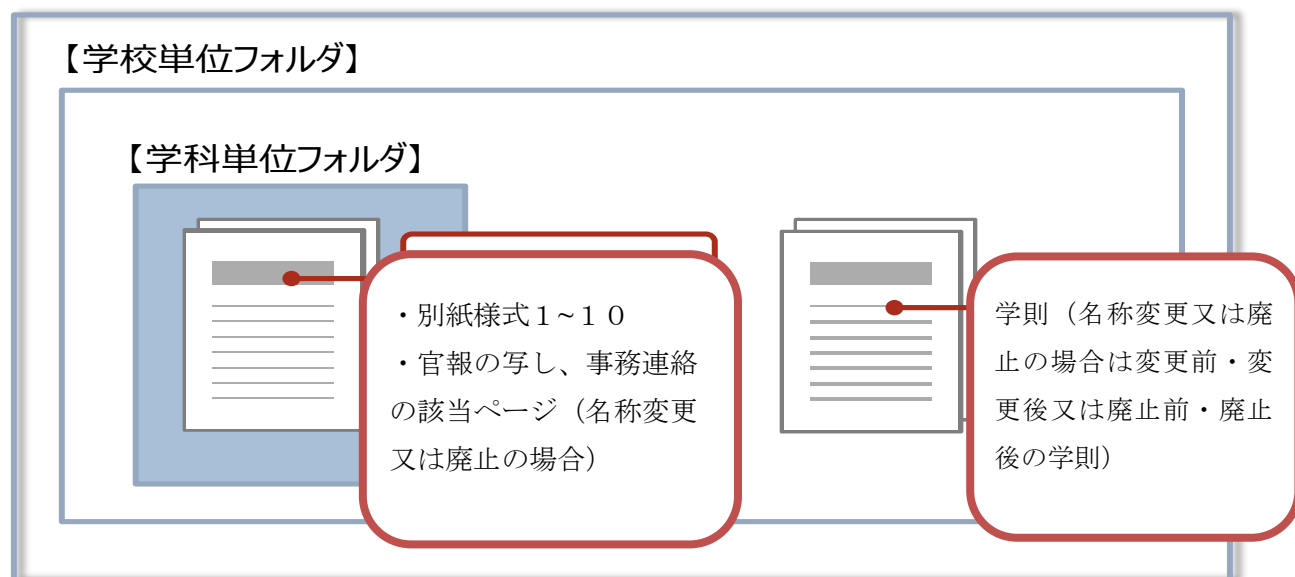 【学校単位フォルダ】
【学科単位フォルダ】
・別紙様式１~１０
・官報の写し、事務連絡
の該当ページ（名称変更
又は廃止の場合）
学則（名称変更又は廃
止の場合は変更前・変
更後又は廃止前・廃止
後の学則）